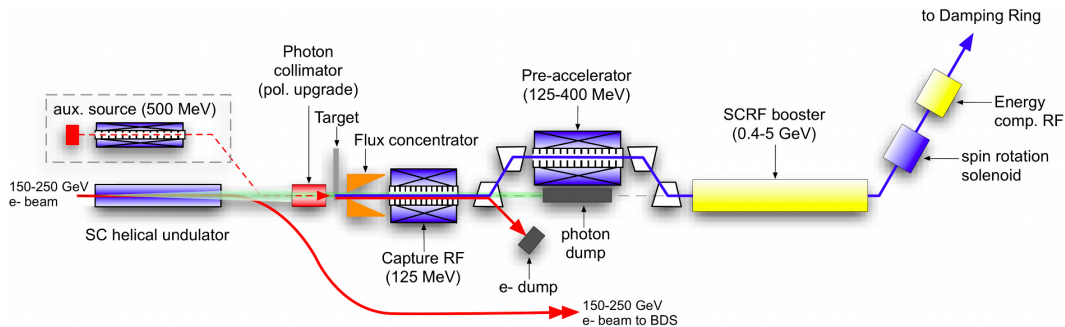 to Damping Ring
Photon
collimator
(pol. upgrade)
Pre-accelerator
(125-400 MeV)
aux. source (500 MeV)
Target
Flux concentrator
SCRF booster
(0.4-5 GeV)
Energy
comp. RF
spin rotation
solenoid
150-250 GeV
e- beam
SC helical undulator
Capture RF
(125 MeV)
photon
dump
e- dump
150-250 GeV
e- beam to BDS